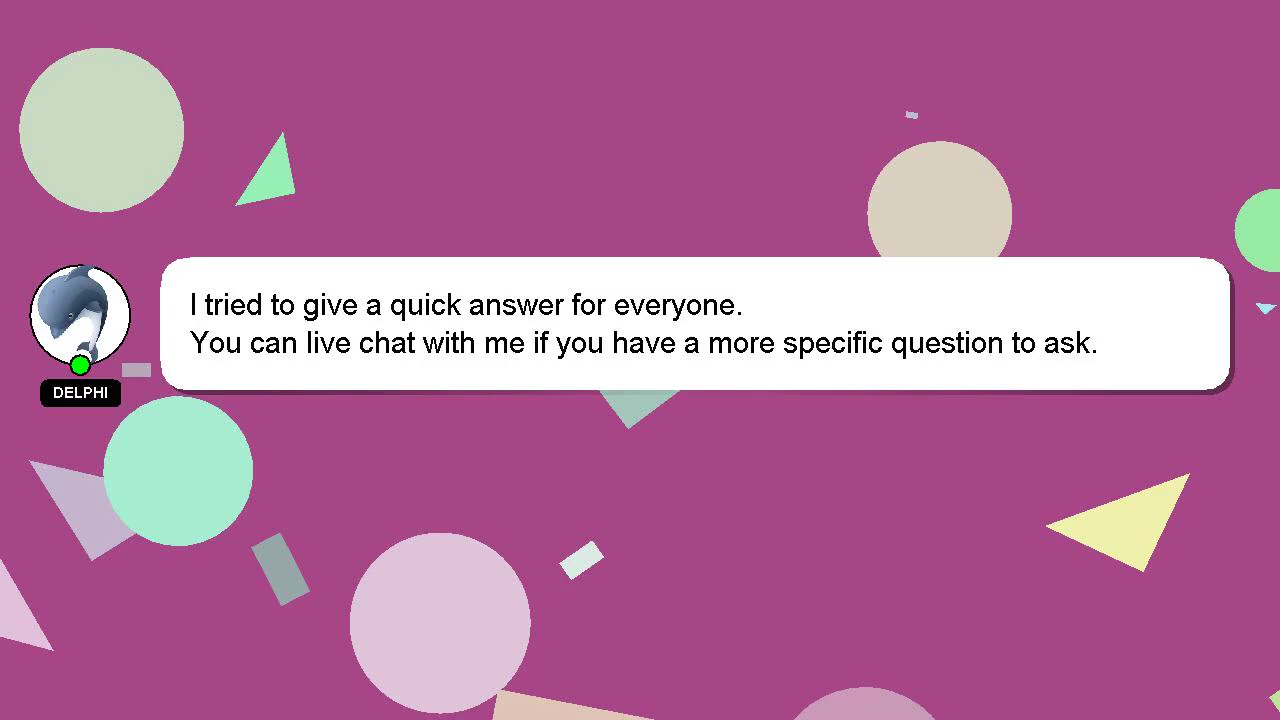 I tried to give a quick answer for everyone.
You can live chat with me if you have a more specific question to ask.
DELPHI